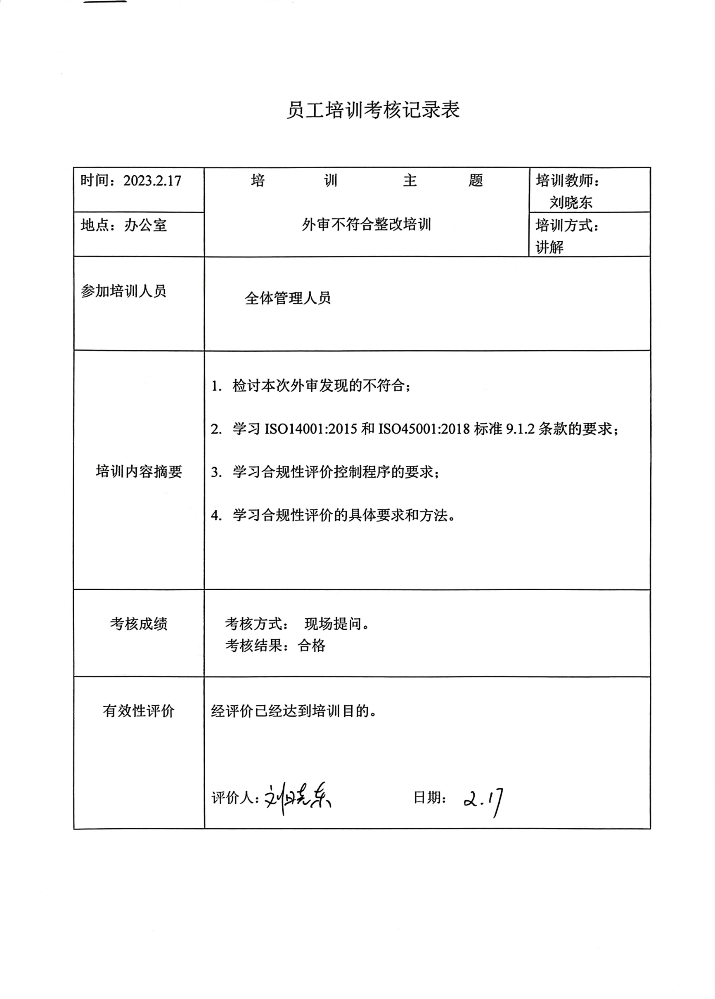 员工培训考核记录表
时间：2023.2.17
培 训 主 题
培训教师：
刘晓东
地点：办公室
外审不符合整改培训
培训方式：
讲解
参加培训人员
全体管理人员
培训内容摘要
1. 检讨本次外审发现的不符合；
2. 学习 ISO14001:2015 和 ISO45001:2018 标准 9.1.2 条款的要求；
3. 学习合规性评价控制程序的要求；
4. 学习合规性评价的具体要求和方法。
考核成绩
考核方式： 现场提问。
考核结果：合格
有效性评价
经评价已经达到培训目的。
评价人：刘晓东 日期： 2.17